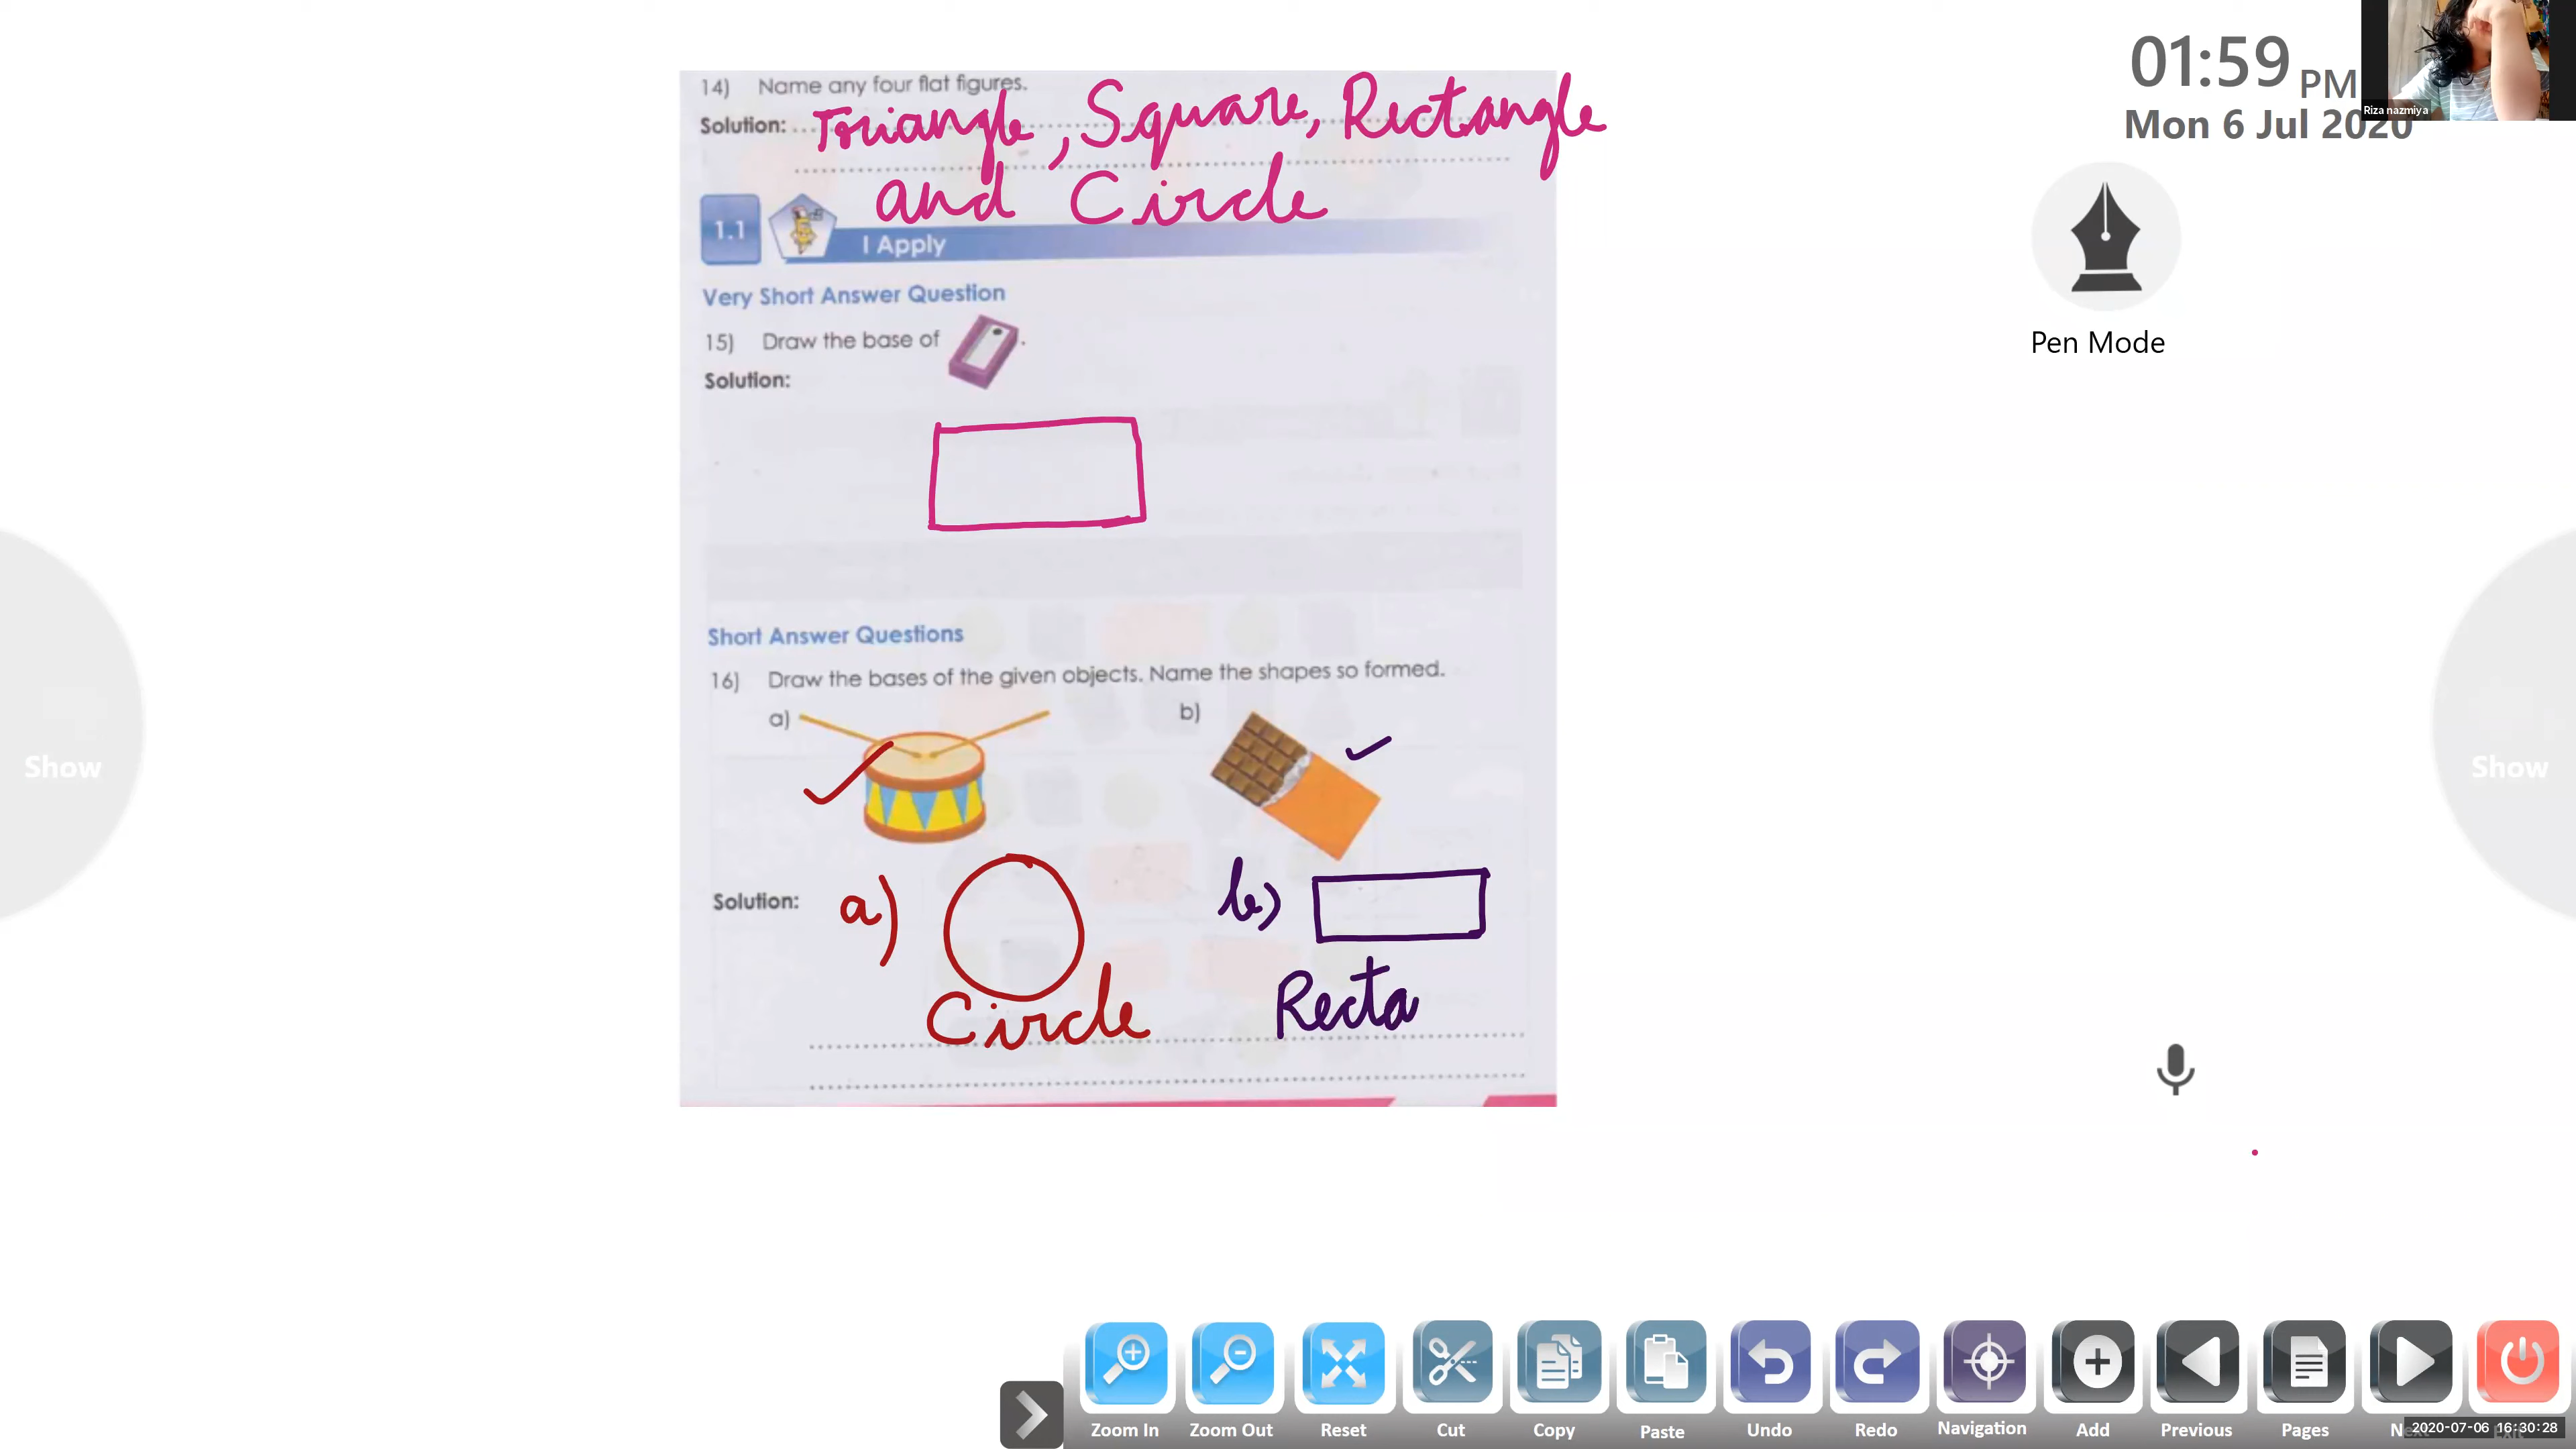 01:59 PM
Mon 6 Jul 2020
Riza nazmiya
Pen Mode
14) Name any four flat figures.
Solution: Triangle, Square, Rectangle
and Circle
1.1 I Apply
Very Short Answer Question
15) Draw the base of .
Solution:
Short Answer Questions
16) Draw the bases of the given objects. Name the shapes so formed.
a) b)
Solution: a) b)
Circle Recta
Show Show
Zoom In Zoom Out Reset Cut Copy Paste Undo Redo Navigation Add Previous Pages
2020-07-06 16:30:28